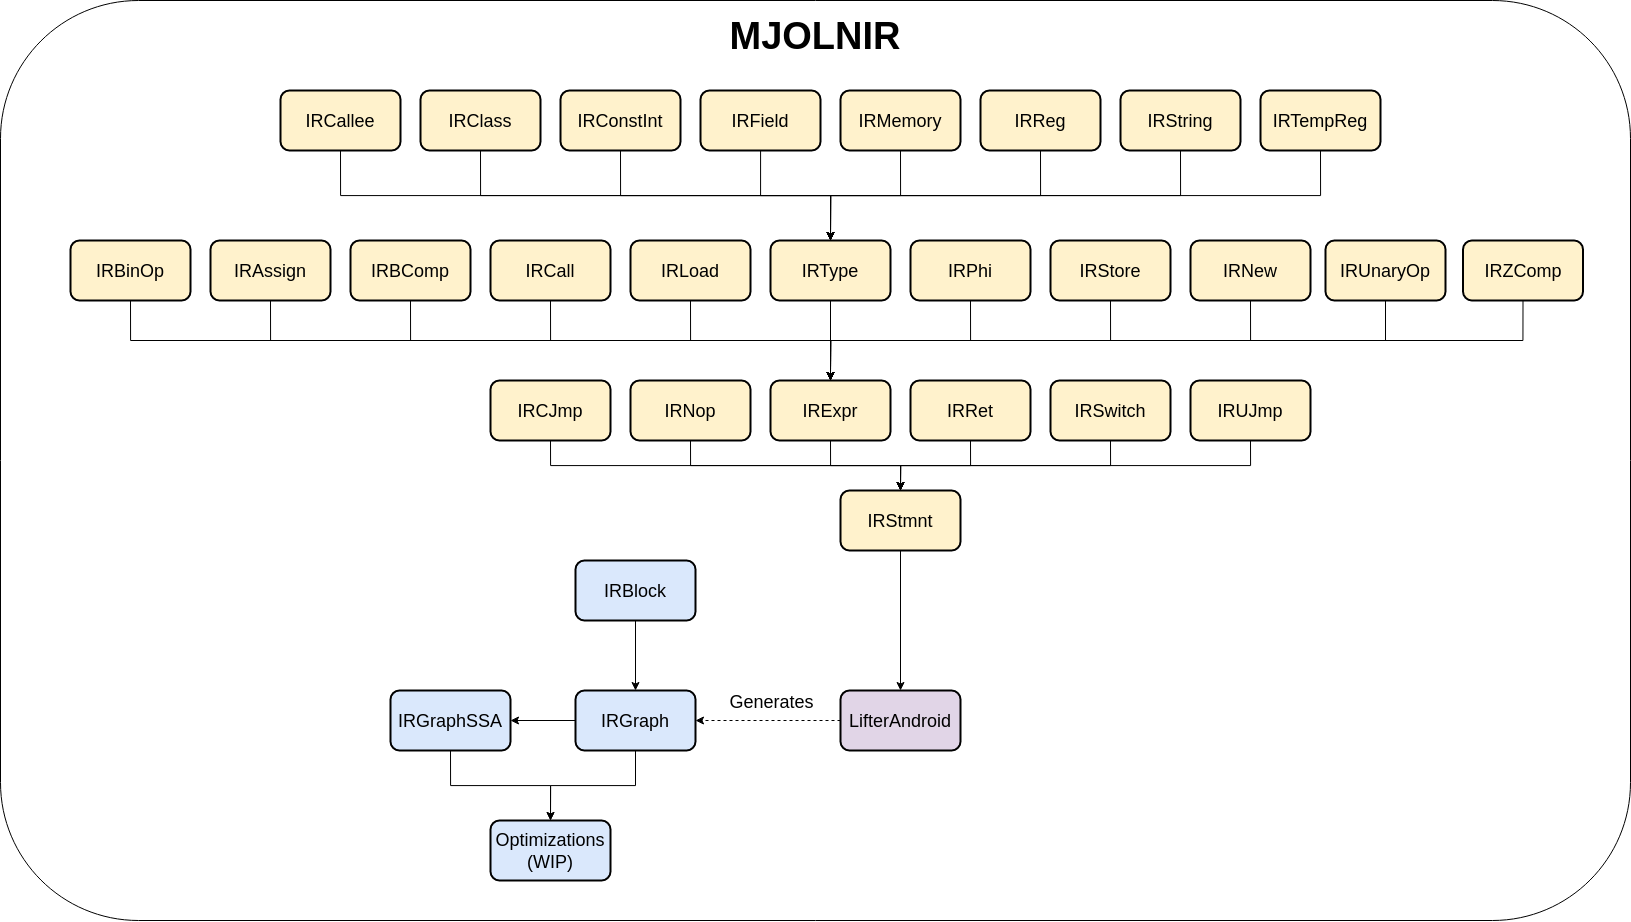 MJOLNIR
IRCallee
IRClass
IRConstInt
IRField
IRMemory
IRReg
IRString
IRTempReg
IRBinOp
IRAssign
IRBComp
IRCall
IRLoad
IRType
IRPhi
IRStore
IRNew
IRUnaryOp
IRZComp
IRCJmp
IRNop
IRExpr
IRRet
IRSwitch
IRUJmp
IRStmnt
IRBlock
IRGraphSSA
IRGraph
Generates
LifterAndroid
Optimizations
(WIP)